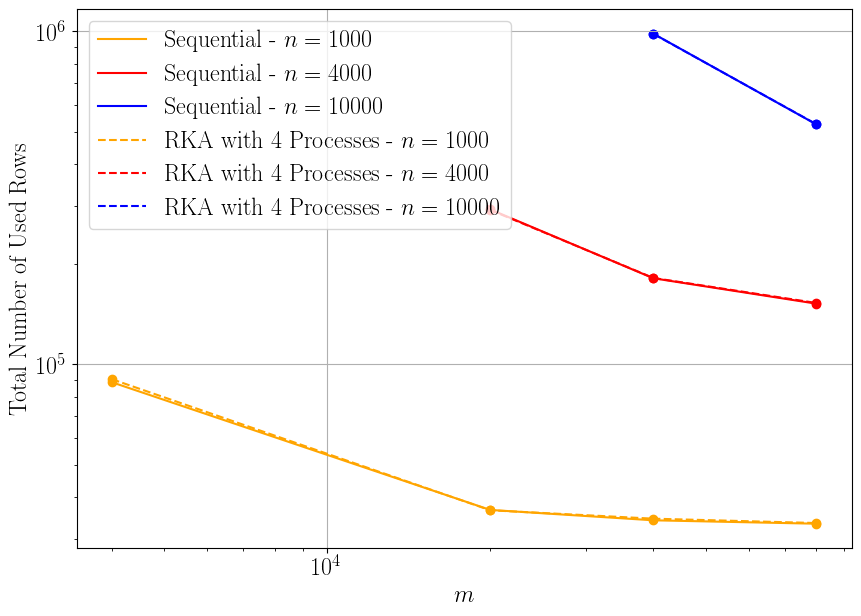 10^6
Sequential - n = 1000
Sequential - n = 4000
Sequential - n = 10000
RKA with 4 Processes - n = 1000
RKA with 4 Processes - n = 4000
RKA with 4 Processes - n = 10000
Total Number of Used Rows
10^5
10^4
m